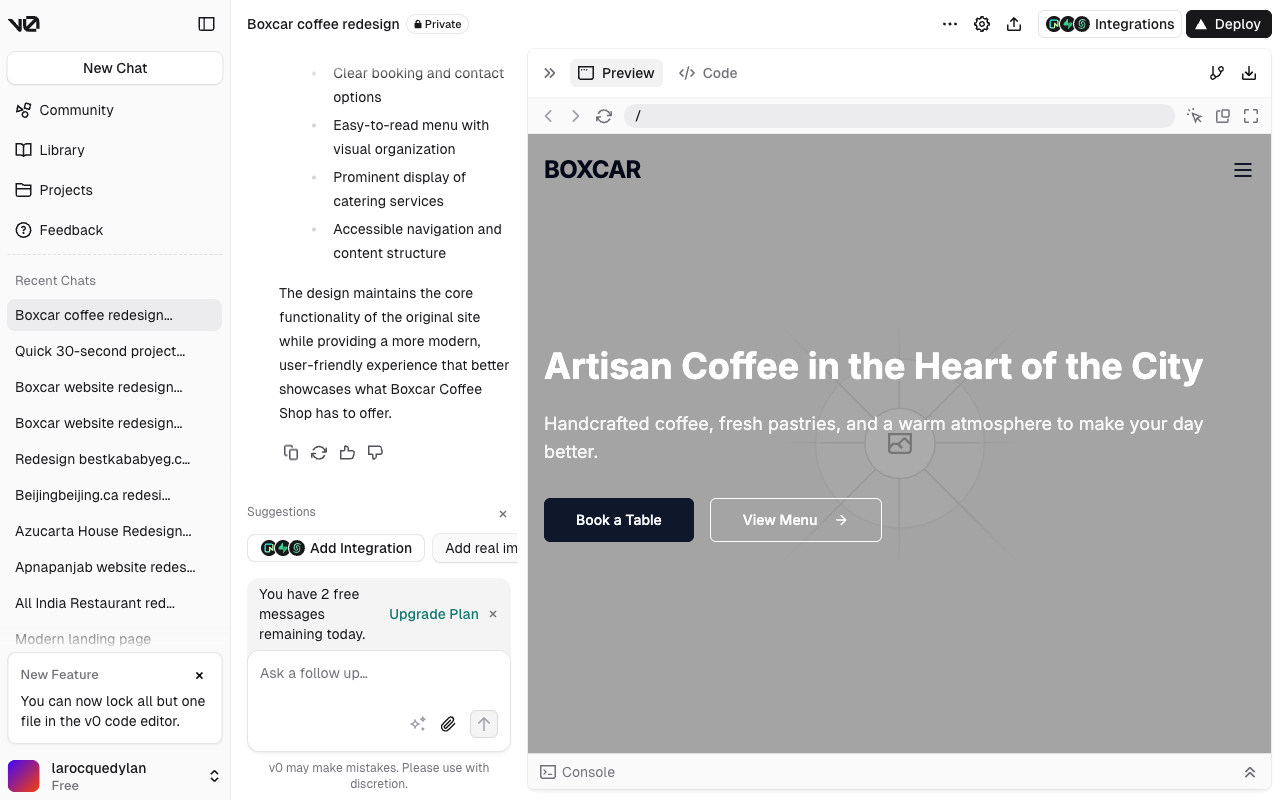 v0
New Chat
Community
Library
Projects
Feedback
Recent Chats
Boxcar coffee redesign...
Quick 30-second project...
Boxcar website redesign...
Boxcar website redesign...
Redesign bestkababyeg.c...
Beijingbeijing.ca redesi...
Azucarta House Redesign...
Apnapanjab website redes...
All India Restaurant red...
Modern landing page
New Feature
You can now lock all but one
file in the v0 code editor.
larocquedylan
Free
Boxcar coffee redesign
Private
Integrations
Deploy
Clear booking and contact
options
Easy-to-read menu with
visual organization
Prominent display of
catering services
Accessible navigation and
content structure
The design maintains the core
functionality of the original site
while providing a more modern,
user-friendly experience that better
showcases what Boxcar Coffee
Shop has to offer.
Suggestions
Add Integration
Add real im
You have 2 free
messages
remaining today.
Upgrade Plan
Ask a follow up...
v0 may make mistakes. Please use with
discretion.
Preview
Code
/
BOXCAR
Artisan Coffee in the Heart of the City
Handcrafted coffee, fresh pastries, and a warm atmosphere to make your day
better.
Book a Table
View Menu
Console